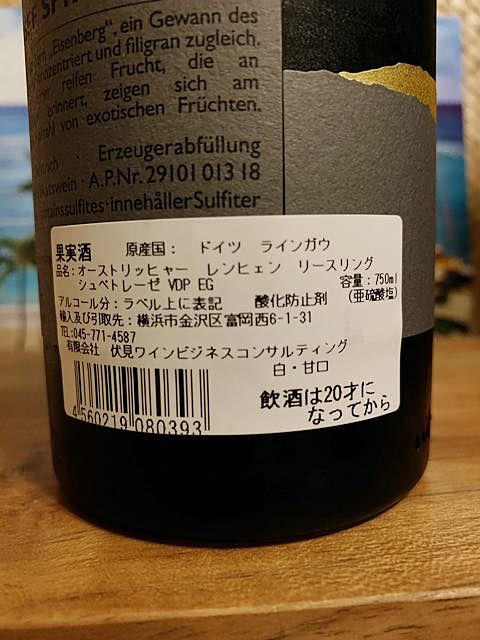 ein Gewann des
„Eisenberg", und filigran zugleich.
reifen Frucht, die an
erinnert, zeigen sich am
von exotischen Früchten.
Erzeugerabfüllung
A.P.Nr. 29101 013 18
sulfites·innehåller Sulfiter
果実酒 原産国： ドイツ ラインガウ
品名：オーストリッヒャー レンヒェン リースリング
シュペトレーゼ VDP EG 容量：750ml
アルコール分：ラベル上に表記 酸化防止剤 (亜硫酸塩)
輸入及び引取先：横浜市金沢区富岡西6-1-31
TEL:045-771-4587
有限会社 伏見ワインビジネスコンサルティング
白・甘口
飲酒は20才に
なってから
4 560219 080393